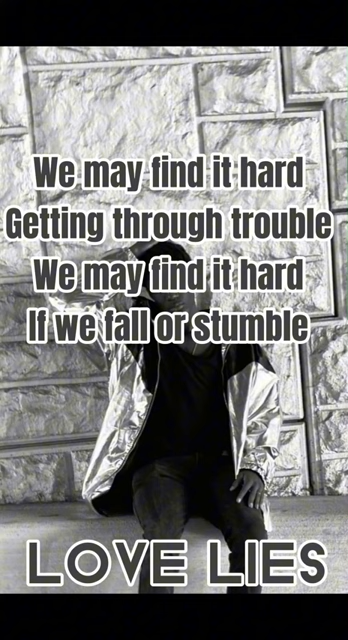 We may find it hard
Getting through trouble
We may find it hard
If we fall or stumble
LOVE LIES